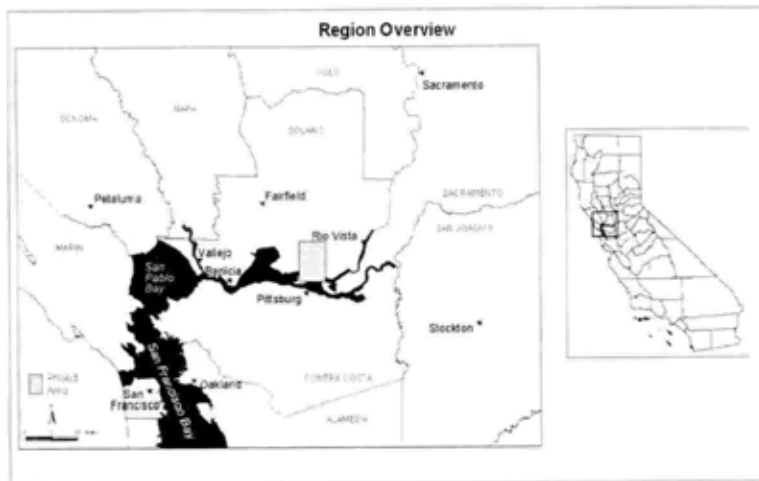 Region Overview
YOLO
Sacramento
NAPA
SONOMA
SOLANO
Petaluma
Fairfield
SACRAMENTO
SAN JOAQUIN
Rio Vista
MARIN
Vallejo
San
Pablo
Bay
Benicia
Pittsburg
Stockton
San Francisco Bay
Project
Area
CONTRA COSTA
Oakland
San
Francisco
ALAMEDA